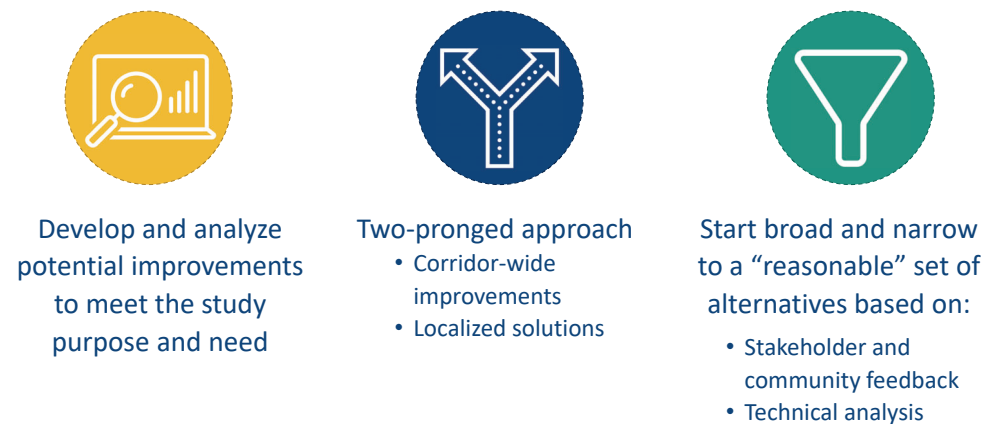 Develop and analyze
potential improvements
to meet the study
purpose and need
Two-pronged approach
• Corridor-wide
improvements
• Localized solutions
Start broad and narrow
to a “reasonable” set of
alternatives based on:
• Stakeholder and
community feedback
• Technical analysis